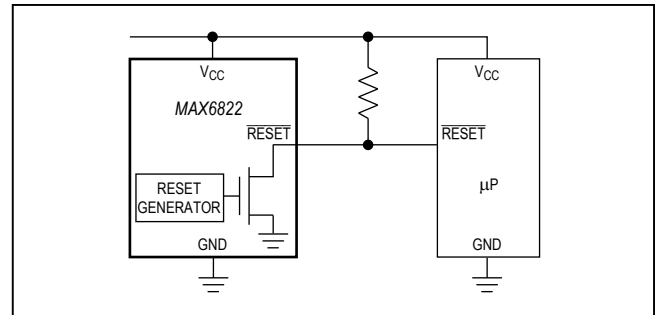 VCC
VCC
MAX6822
RESET
RESET
RESET
GENERATOR
µP
GND
GND